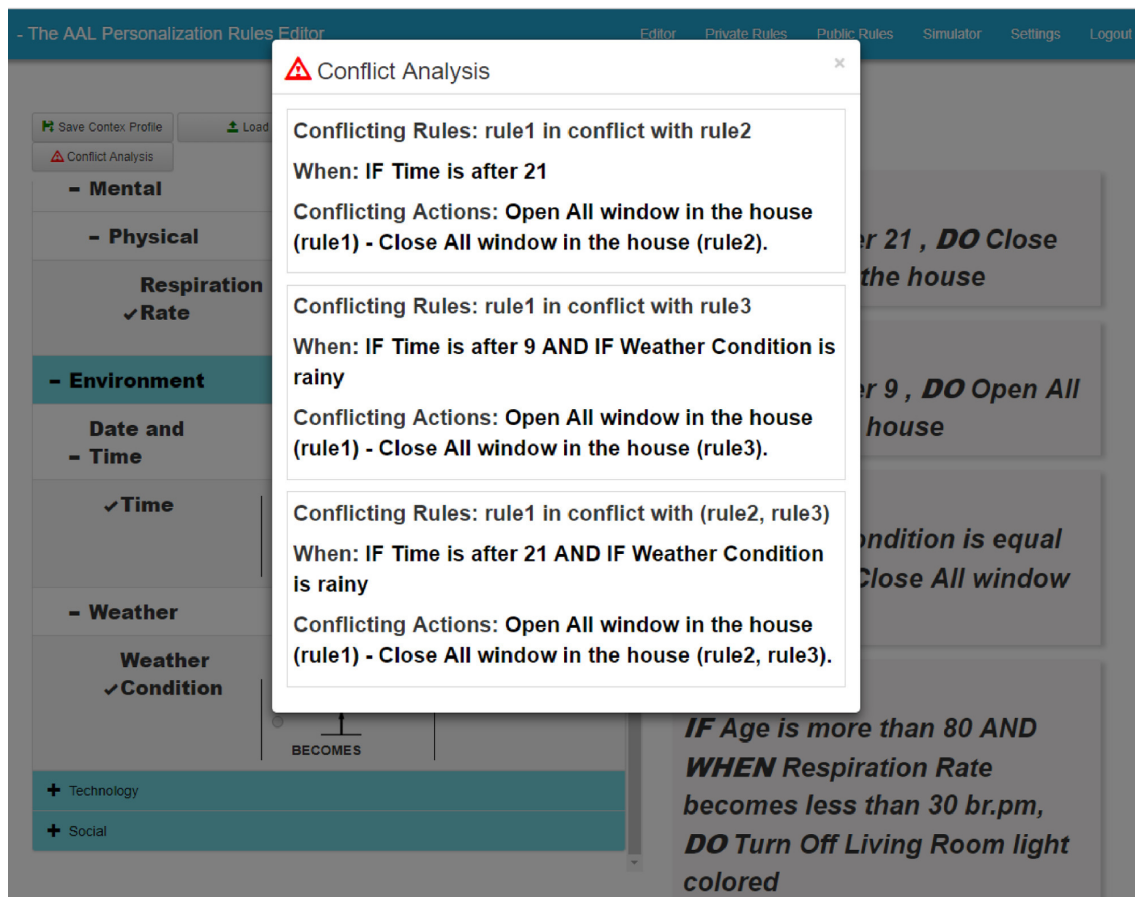 - The AAL Personalization Rules Editor
Editor Private Rules Public Rules Simulator Settings Logout
Save Contex Profile
Load
Conflict Analysis
– Mental
– Physical
Respiration
Rate
– Environment
Date and
– Time
Time
– Weather
Weather
Condition
BECOMES
Technology
Social
Conflict Analysis
×
Conflicting Rules: rule1 in conflict with rule2
When: IF Time is after 21
Conflicting Actions: Open All window in the house
(rule1) - Close All window in the house (rule2).
Conflicting Rules: rule1 in conflict with rule3
When: IF Time is after 9 AND IF Weather Condition is
rainy
Conflicting Actions: Open All window in the house
(rule1) - Close All window in the house (rule3).
Conflicting Rules: rule1 in conflict with (rule2, rule3)
When: IF Time is after 21 AND IF Weather Condition
is rainy
Conflicting Actions: Open All window in the house
(rule1) - Close All window in the house (rule2, rule3).
er 21 , DO Close
the house
er 9 , DO Open All
house
ondition is equal
Close All window
IF Age is more than 80 AND
WHEN Respiration Rate
becomes less than 30 br.pm,
DO Turn Off Living Room light
colored